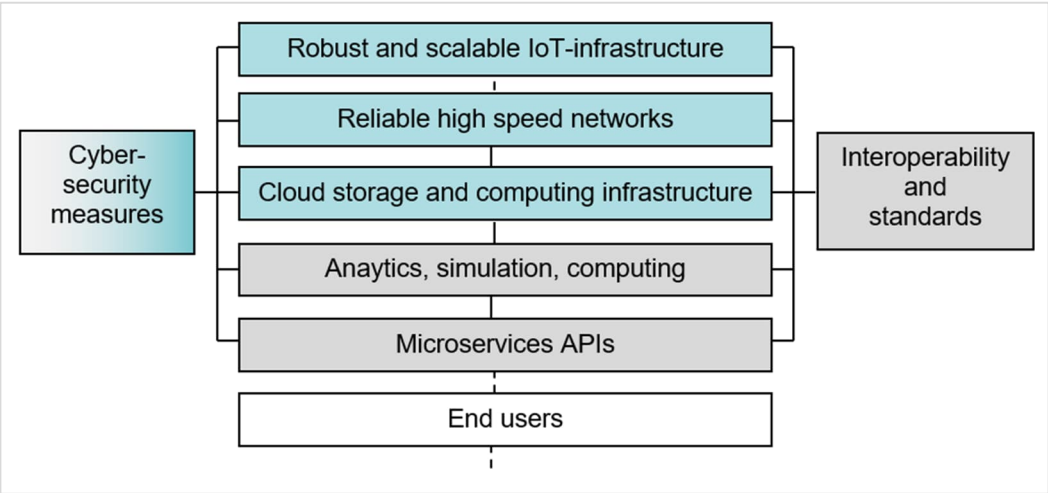 Robust and scalable IoT-infrastructure
Reliable high speed networks
Cyber-
security
measures
Cloud storage and computing infrastructure
Interoperability
and
standards
Anaytics, simulation, computing
Microservices APIs
End users